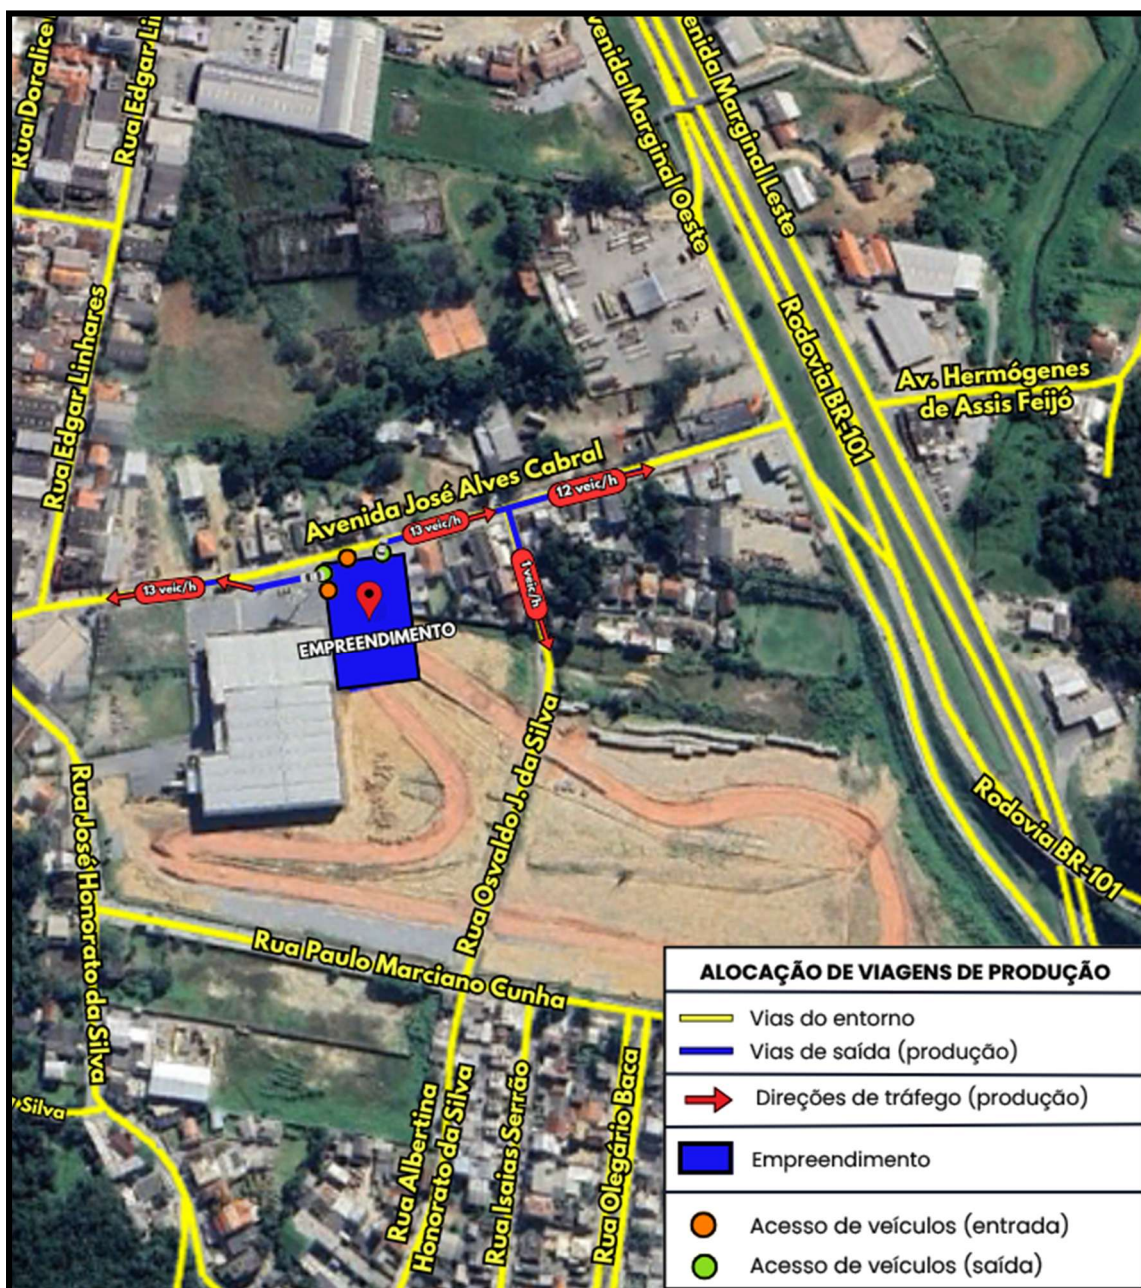 Rua Doralice
Rua Edgar Lin
venida Marginal Oeste
enida Marginal Leste
Rua Edgar Linhares
Rodovia BR-101
Av. Hermógenes
de Assis Feijó
Avenida José Alves Cabral
12 veic/h
13 veic/h
1 veic/h
13 veic/h
EMPREENDIMENTO
Rua José Honorato da Silva
Rua Osvaldo J. da Silva
Rodovia BR-101
Rua Paulo Marciano Cunha
Silva
Rua Albertina
Honorato da Silva
Rua Isaias Serrão
Rua Olegário Baca
ALOCAÇÃO DE VIAGENS DE PRODUÇÃO
Vias do entorno
Vias de saída (produção)
Direções de tráfego (produção)
Empreendimento
Acesso de veículos (entrada)
Acesso de veículos (saída)